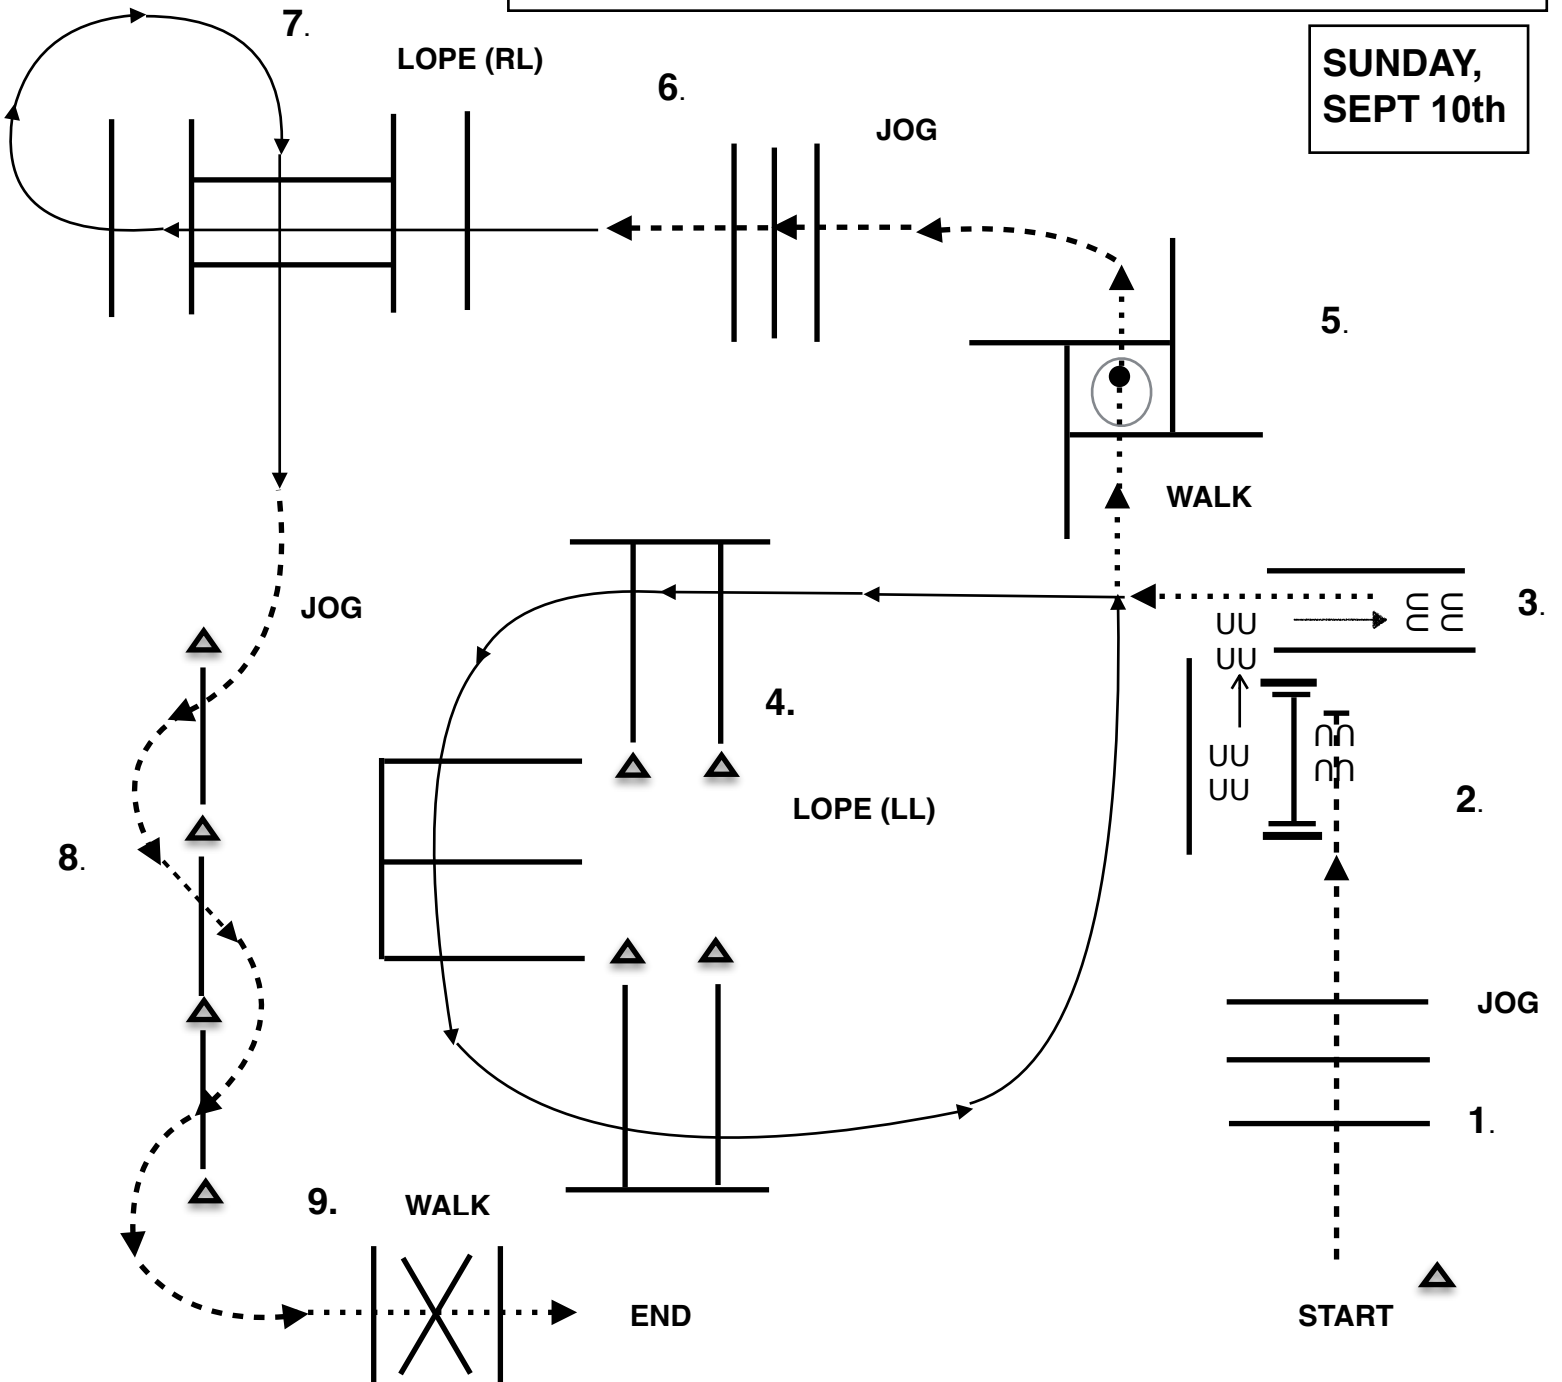 7.
LOPE (RL)
6.
JOG
SUNDAY,
SEPT 10th
5.
WALK
3.
JOG
4.
LOPE (LL)
2.
8.
JOG
1.
9.
WALK
END
START